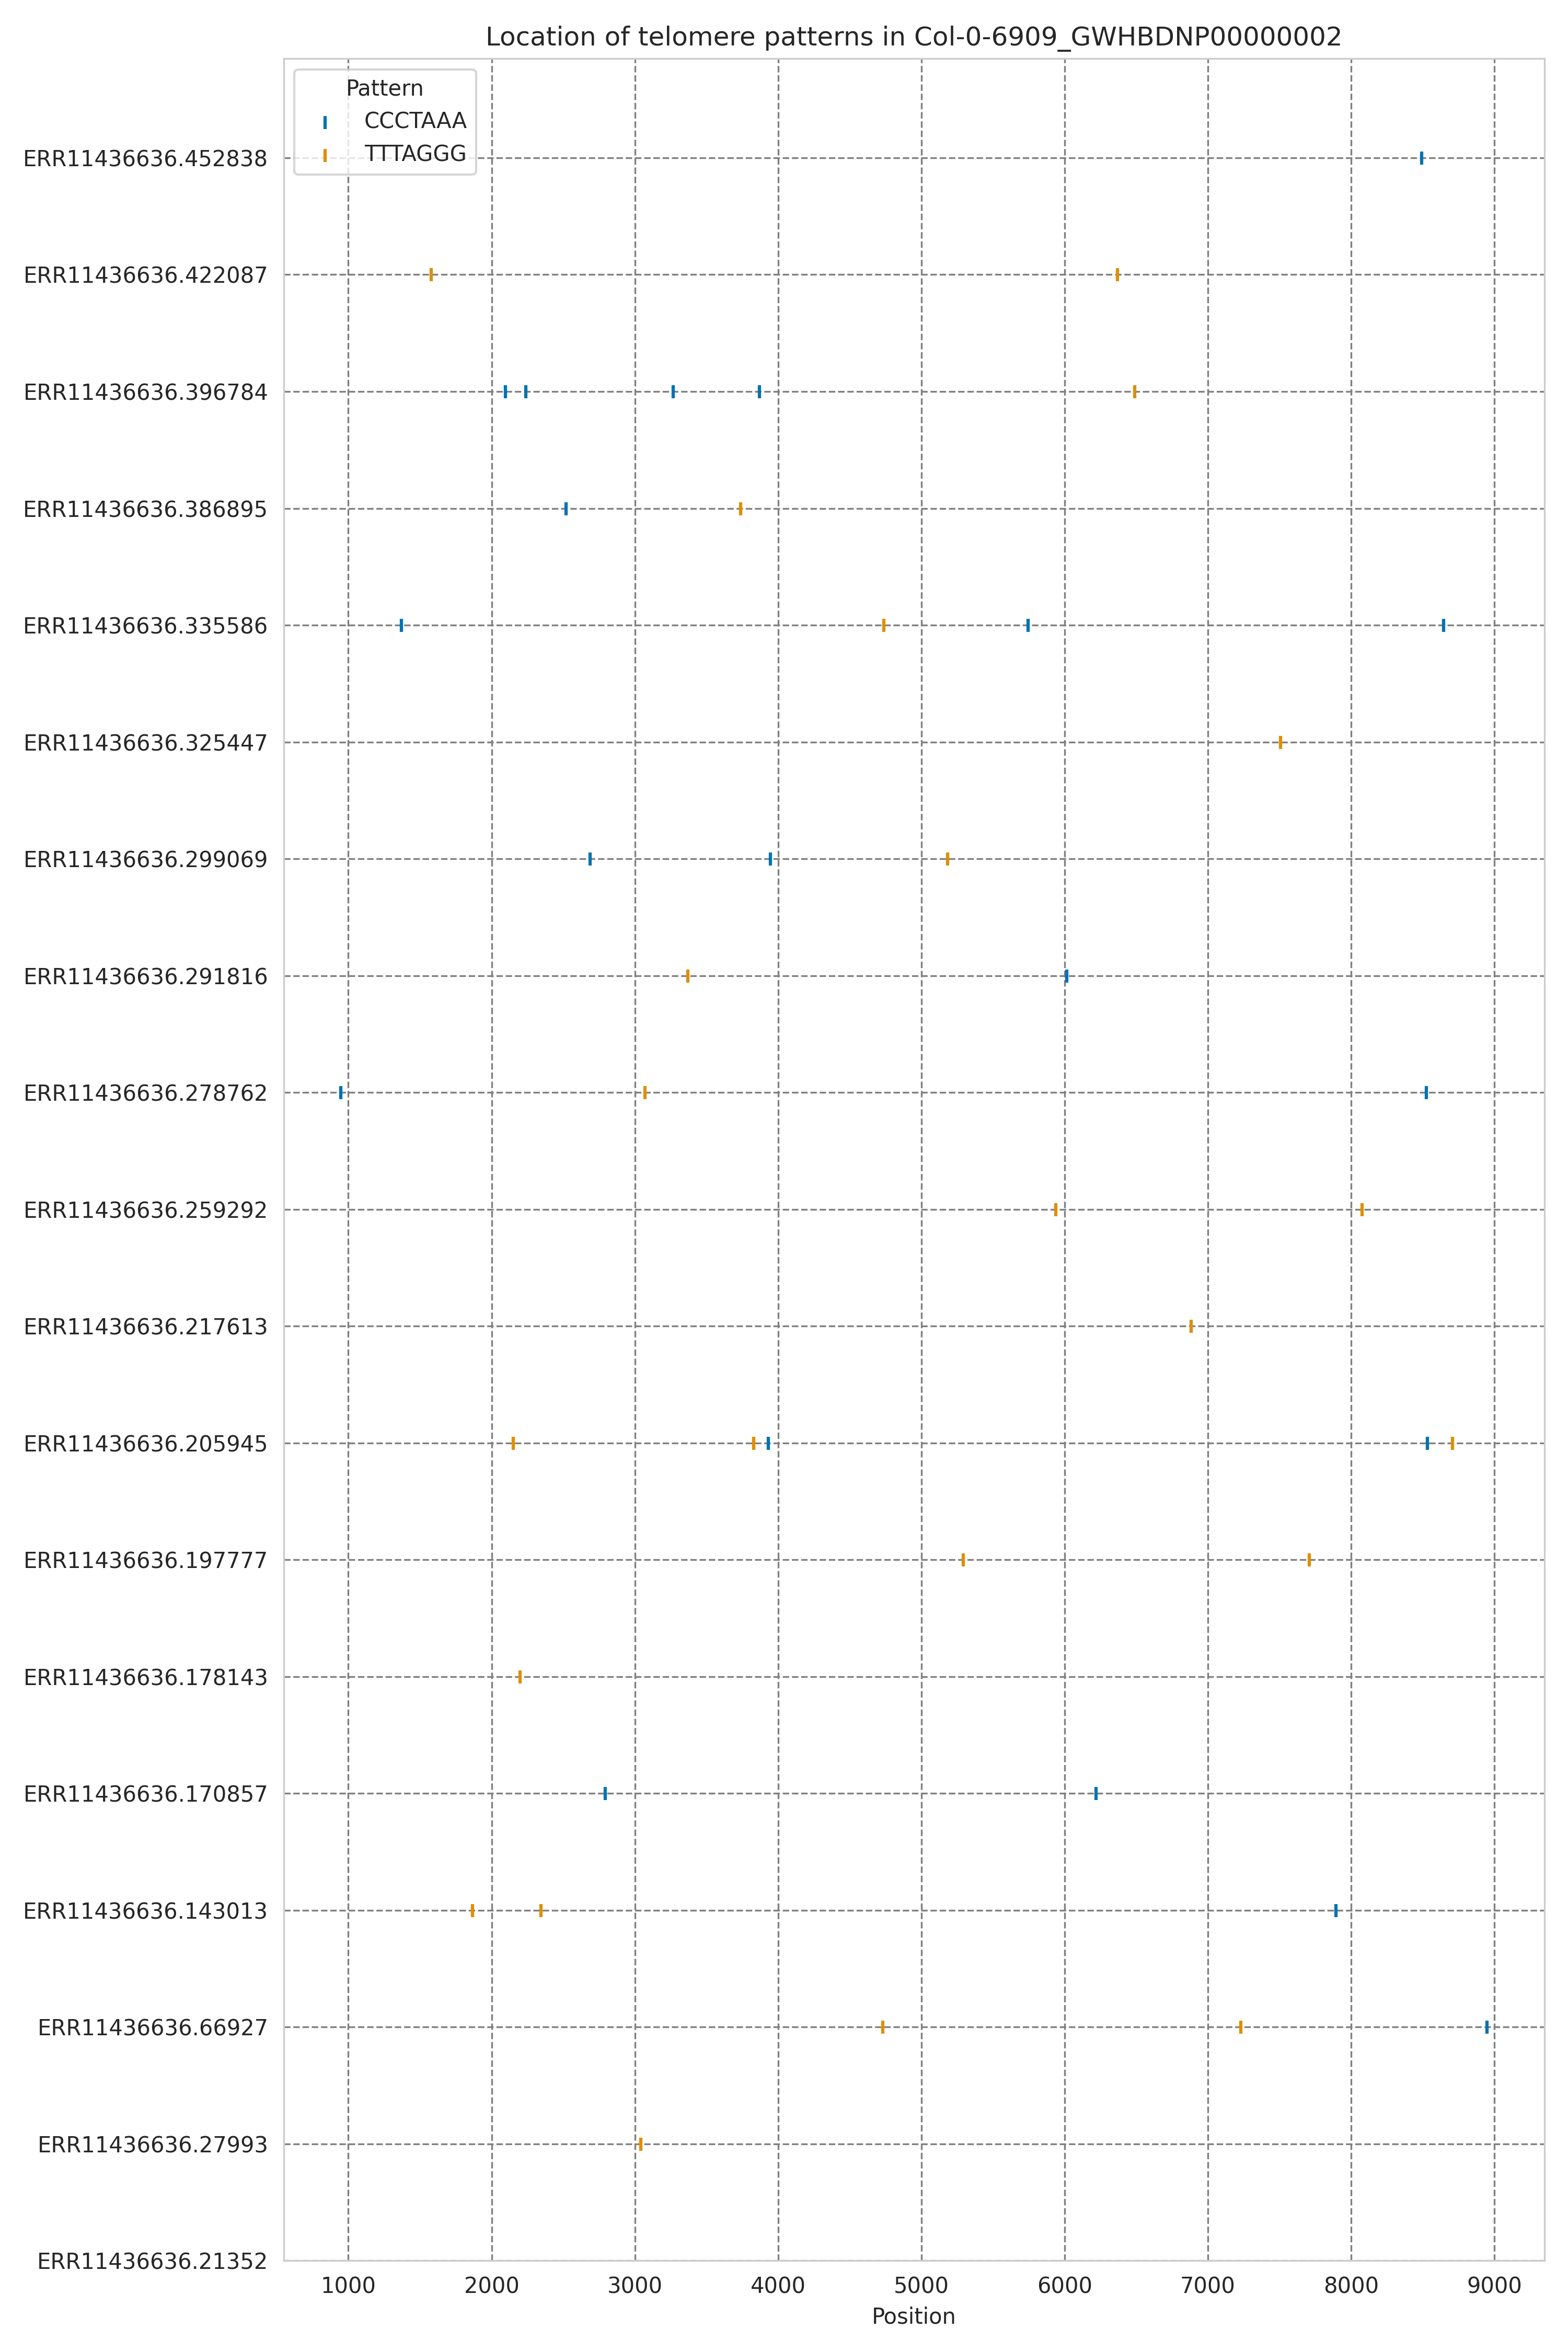 Location of telomere patterns in Col-0-6909_GWHBDNP00000002
Pattern
CCCTAAA
TTTAGGG
ERR11436636.452838
ERR11436636.422087
ERR11436636.396784
ERR11436636.386895
ERR11436636.335586
ERR11436636.325447
ERR11436636.299069
ERR11436636.291816
ERR11436636.278762
ERR11436636.259292
ERR11436636.217613
ERR11436636.205945
ERR11436636.197777
ERR11436636.178143
ERR11436636.170857
ERR11436636.143013
ERR11436636.66927
ERR11436636.27993
ERR11436636.21352
1000 2000 3000 4000 5000 6000 7000 8000 9000
Position